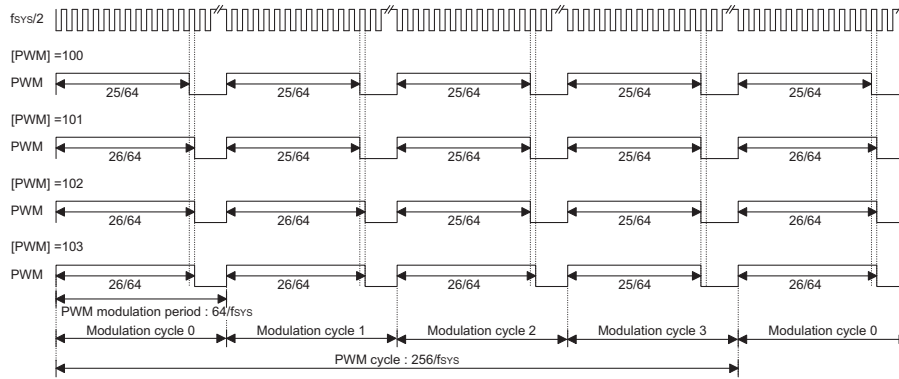 fSYS/2
[PWM] =100
PWM
25/64 25/64 25/64 25/64 25/64
[PWM] =101
PWM
26/64 25/64 25/64 25/64 26/64
[PWM] =102
PWM
26/64 26/64 25/64 25/64 26/64
[PWM] =103
PWM
26/64 26/64 26/64 25/64 26/64
PWM modulation period : 64/fSYS
Modulation cycle 0 Modulation cycle 1 Modulation cycle 2 Modulation cycle 3 Modulation cycle 0
PWM cycle : 256/fSYS